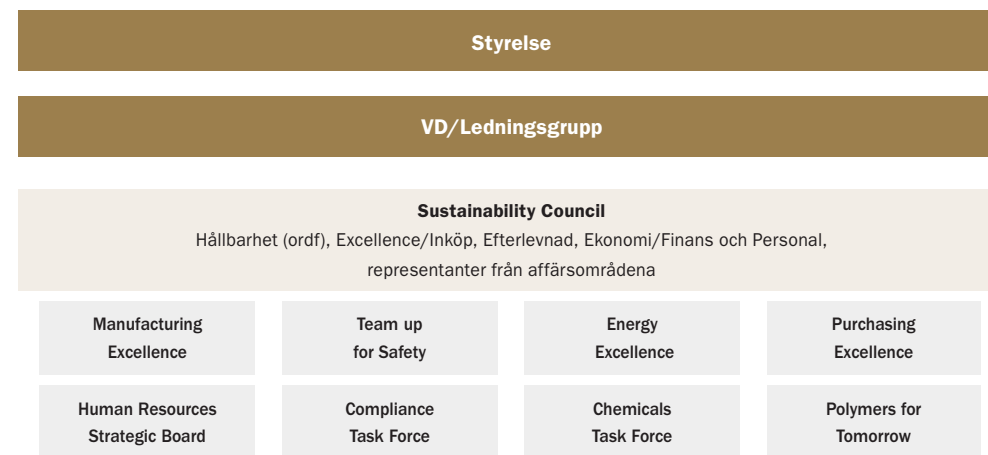 Styrelse
VD/Ledningsgrupp
Sustainability Council
Hållbarhet (ordf), Excellence/Inköp, Efterlevnad, Ekonomi/Finans och Personal,
representanter från affärsområdena
Manufacturing
Excellence
Team up
for Safety
Energy
Excellence
Purchasing
Excellence
Human Resources
Strategic Board
Compliance
Task Force
Chemicals
Task Force
Polymers for
Tomorrow